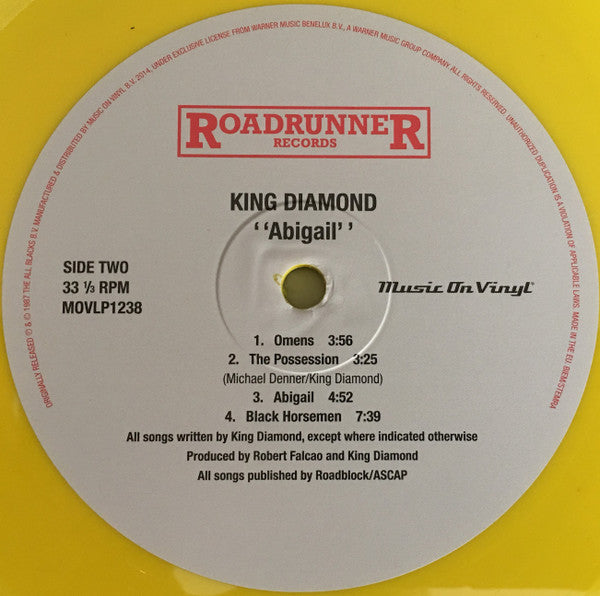 ORIGINALLY RELEASED ℗ & © 1987 THE ALL BLACKS B.V. MANUFACTURED & DISTRIBUTED BY MUSIC ON VINYL B.V. 2014, UNDER EXCLUSIVE LICENSE FROM WARNER MUSIC BENELUX B.V., A WARNER MUSIC GROUP COMPANY. ALL RIGHTS RESERVED. UNAUTHORIZED DUPLICATION IS A VIOLATION OF APPLICABLE LAWS. MADE IN THE EU. BIEM/STEMRA
ROADRUNNER
RECORDS
KING DIAMOND
‘‘Abigail’’
SIDE TWO
33 ⅓ RPM
MOVLP1238
Music On Vinyl®
1. Omens 3:56
2. The Possession 3:25
(Michael Denner/King Diamond)
3. Abigail 4:52
4. Black Horsemen 7:39
All songs written by King Diamond, except where indicated otherwise
Produced by Robert Falcao and King Diamond
All songs published by Roadblock/ASCAP